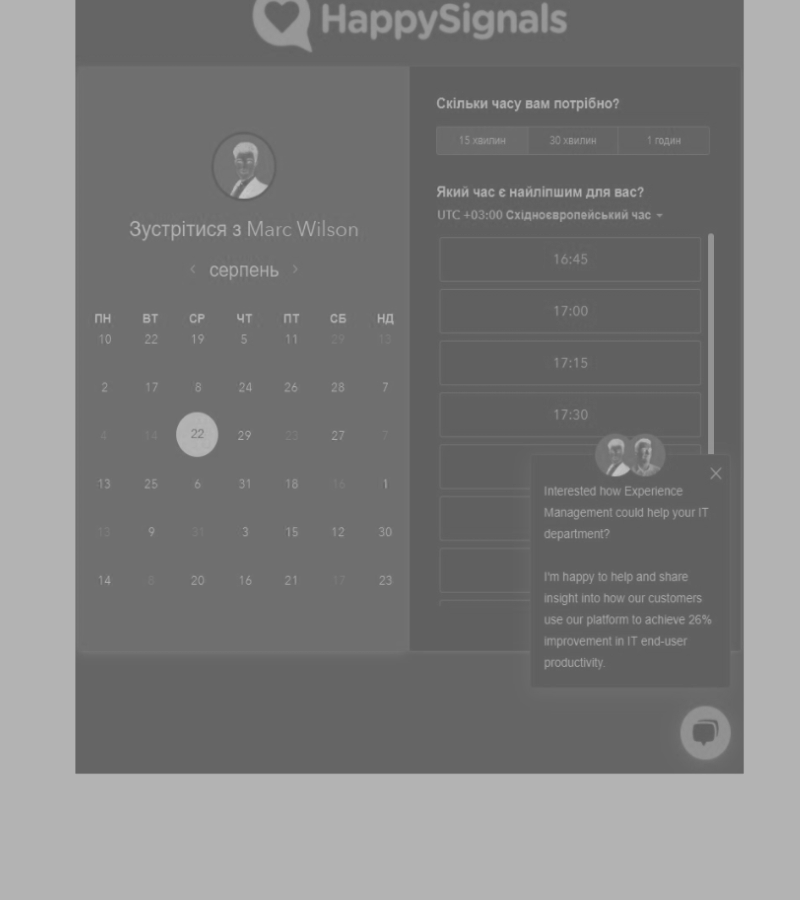 HappySignals
Зустрітися з Marc Wilson
серпень
ПН ВТ СР ЧТ ПТ СБ НД
10 22 19 5 11 29 13
2 17 8 24 26 28 7
4 14 22 29 23 27 7
13 25 6 31 18 16 1
13 9 31 3 15 12 30
14 8 20 16 21 17 23
Скільки часу вам потрібно?
15 хвилин 30 хвилин 1 годин
Який час є найліпшим для вас?
UTC +03:00 Східноєвропейський час
16:45
17:00
17:15
17:30
Interested how Experience
Management could help your IT
department?
I'm happy to help and share
insight into how our customers
use our platform to achieve 26%
improvement in IT end-user
productivity.